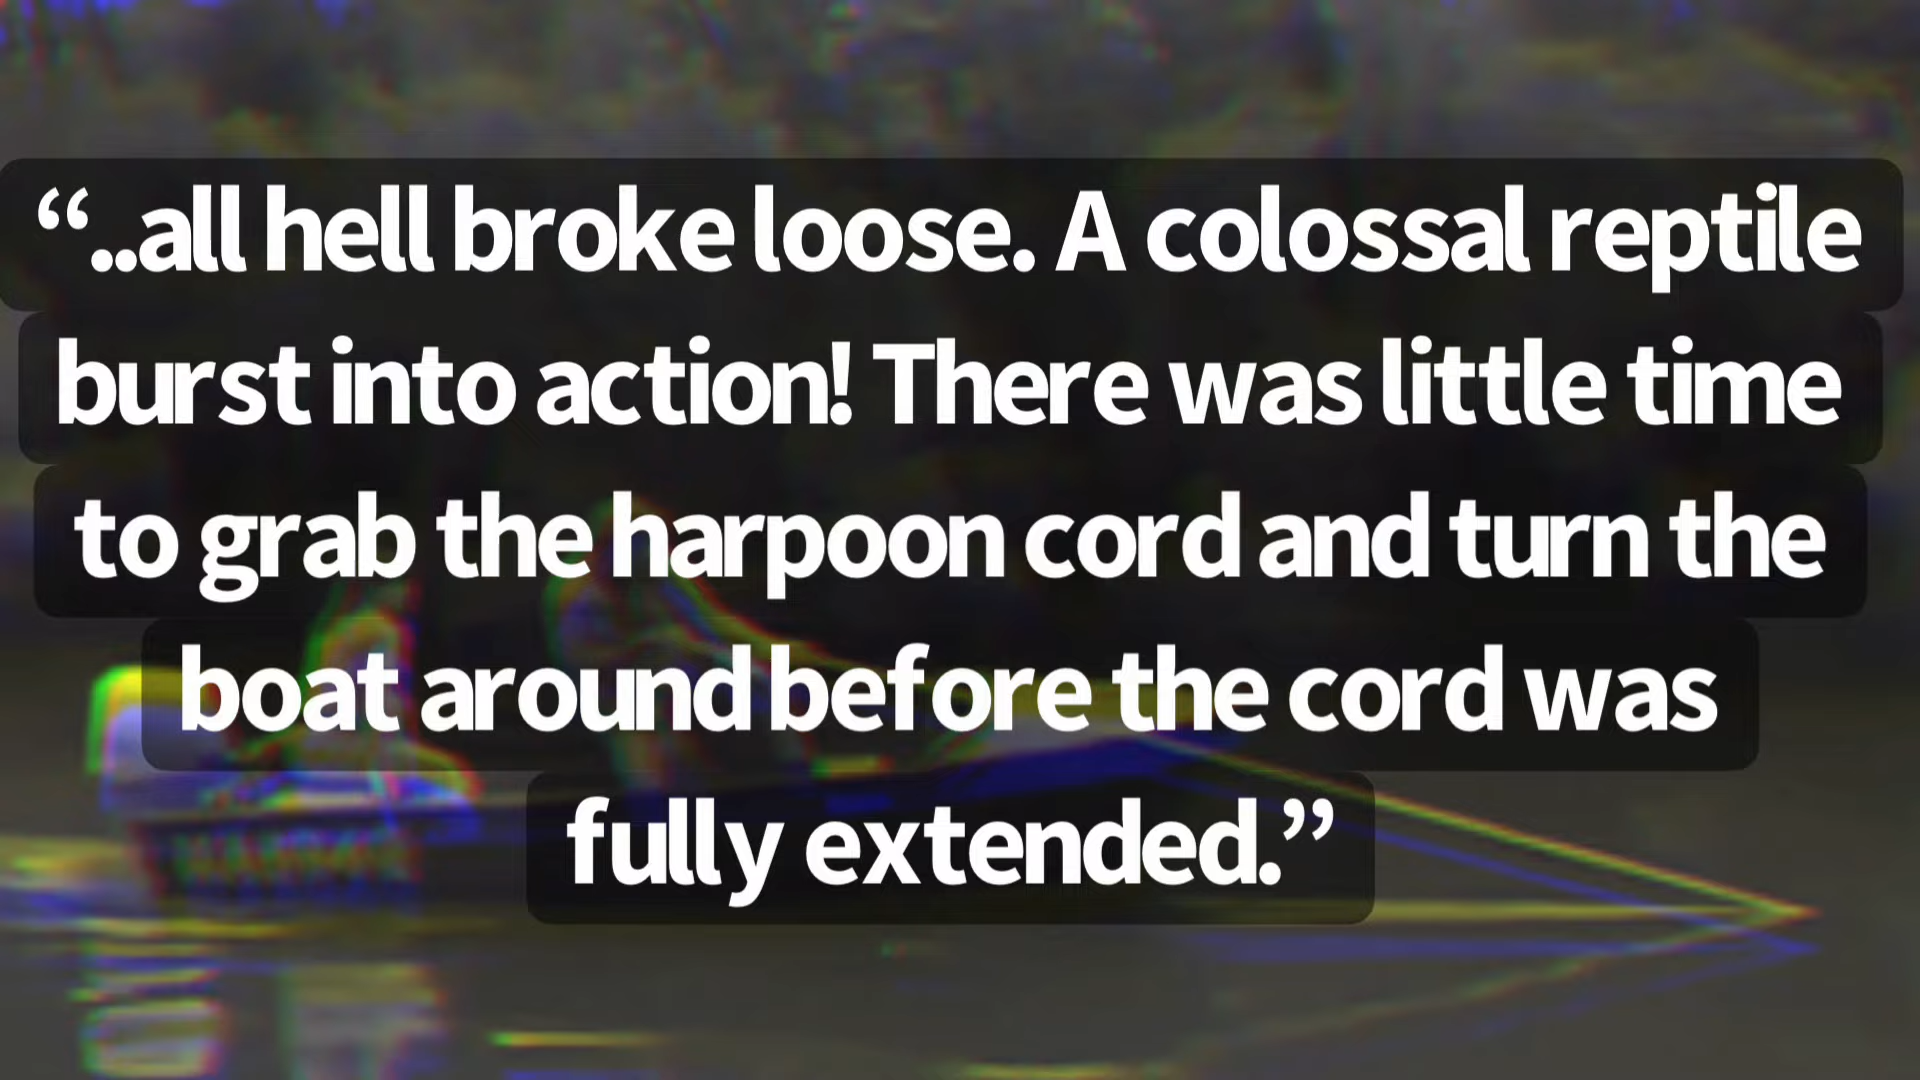 “..all hell broke loose. A colossal reptile
burst into action! There was little time
to grab the harpoon cord and turn the
boat around before the cord was
fully extended.”